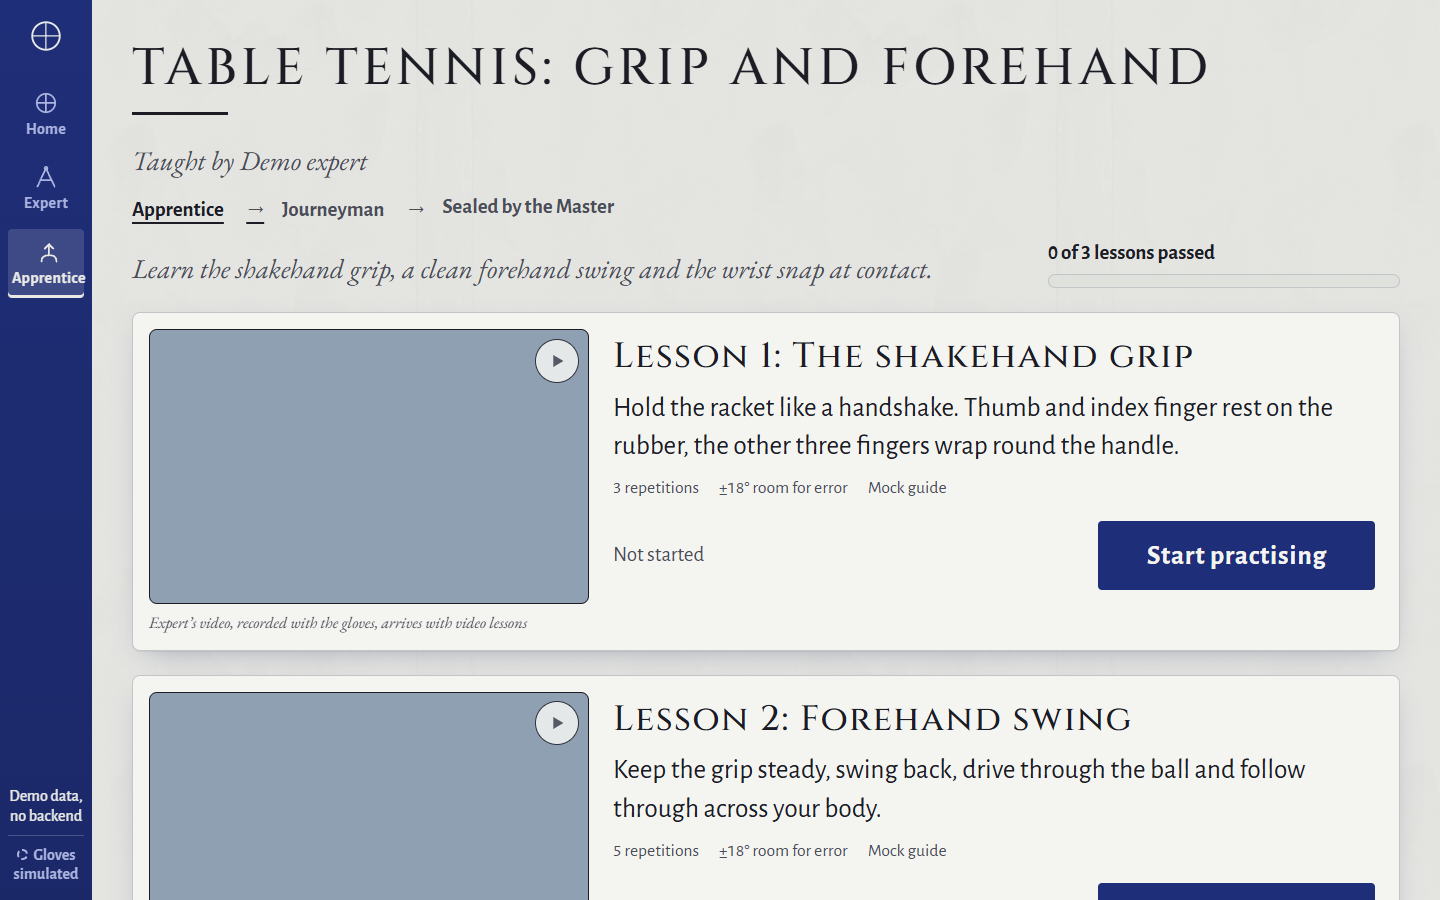 Home
Expert
Apprentice
Demo data,
no backend
Gloves
simulated
TABLE TENNIS: GRIP AND FOREHAND
Taught by Demo expert
Apprentice → Journeyman → Sealed by the Master
Learn the shakehand grip, a clean forehand swing and the wrist snap at contact.
0 of 3 lessons passed
Lesson 1: The shakehand grip
Hold the racket like a handshake. Thumb and index finger rest on the
rubber, the other three fingers wrap round the handle.
3 repetitions ±18° room for error Mock guide
Not started
Start practising
Expert's video, recorded with the gloves, arrives with video lessons
Lesson 2: Forehand swing
Keep the grip steady, swing back, drive through the ball and follow
through across your body.
5 repetitions ±18° room for error Mock guide